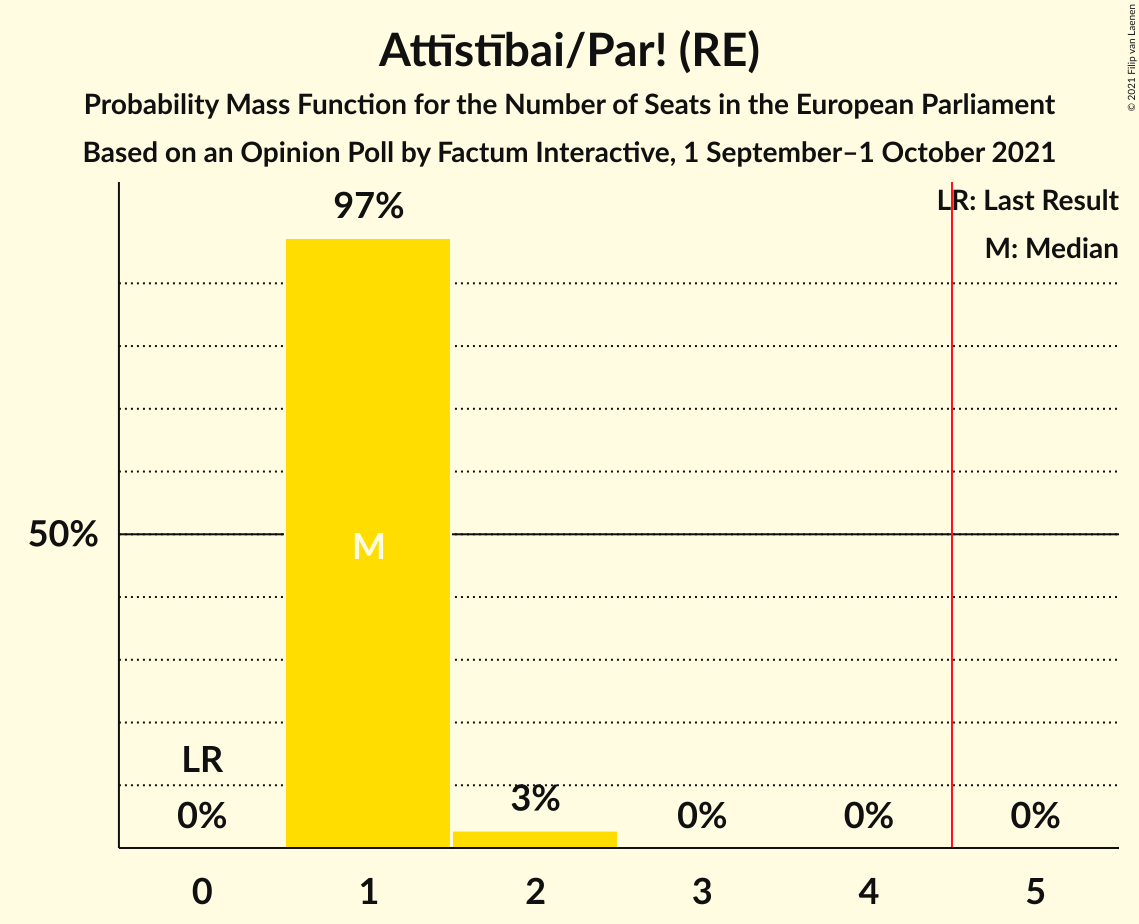 Attīstībai/Par! (RE)
Probability Mass Function for the Number of Seats in the European Parliament
Based on an Opinion Poll by Factum Interactive, 1 September–1 October 2021
© 2021 Filip van Laenen
LR: Last Result
M: Median
97%
50%
M
LR
0%
3%
0%
0%
0%
0 1 2 3 4 5